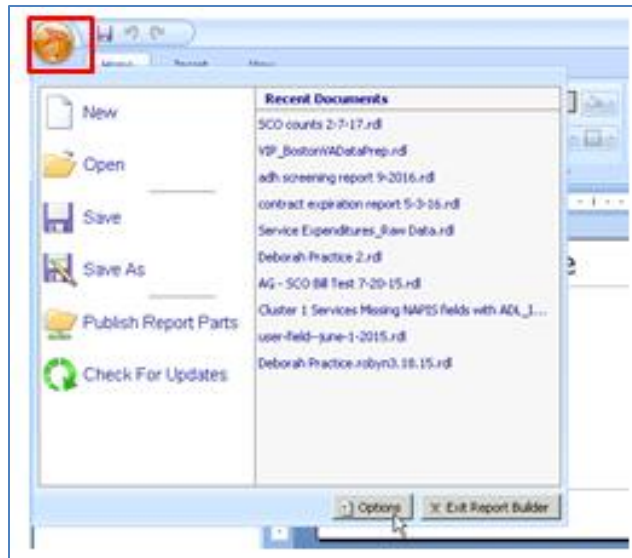 Home
Recent Documents
New
SCO counts 2-7-17.rdl
VIP_BostonVADataPrep.rdl
Open
adh screening report 9-2016.rdl
contract expiration report 5-3-16.rdl
Save
Service Expenditures_Raw Data.rdl
Deborah Practice 2.rdl
Save As
AG - SCO Bill Test 7-20-15.rdl
Cluster 1 Services Missing NAPIS fields with ADL_I...
Publish Report Parts
user-field--june-1-2015.rdl
Deborah Practice.robyn3.18.15.rdl
Check For Updates
Options
Exit Report Builder